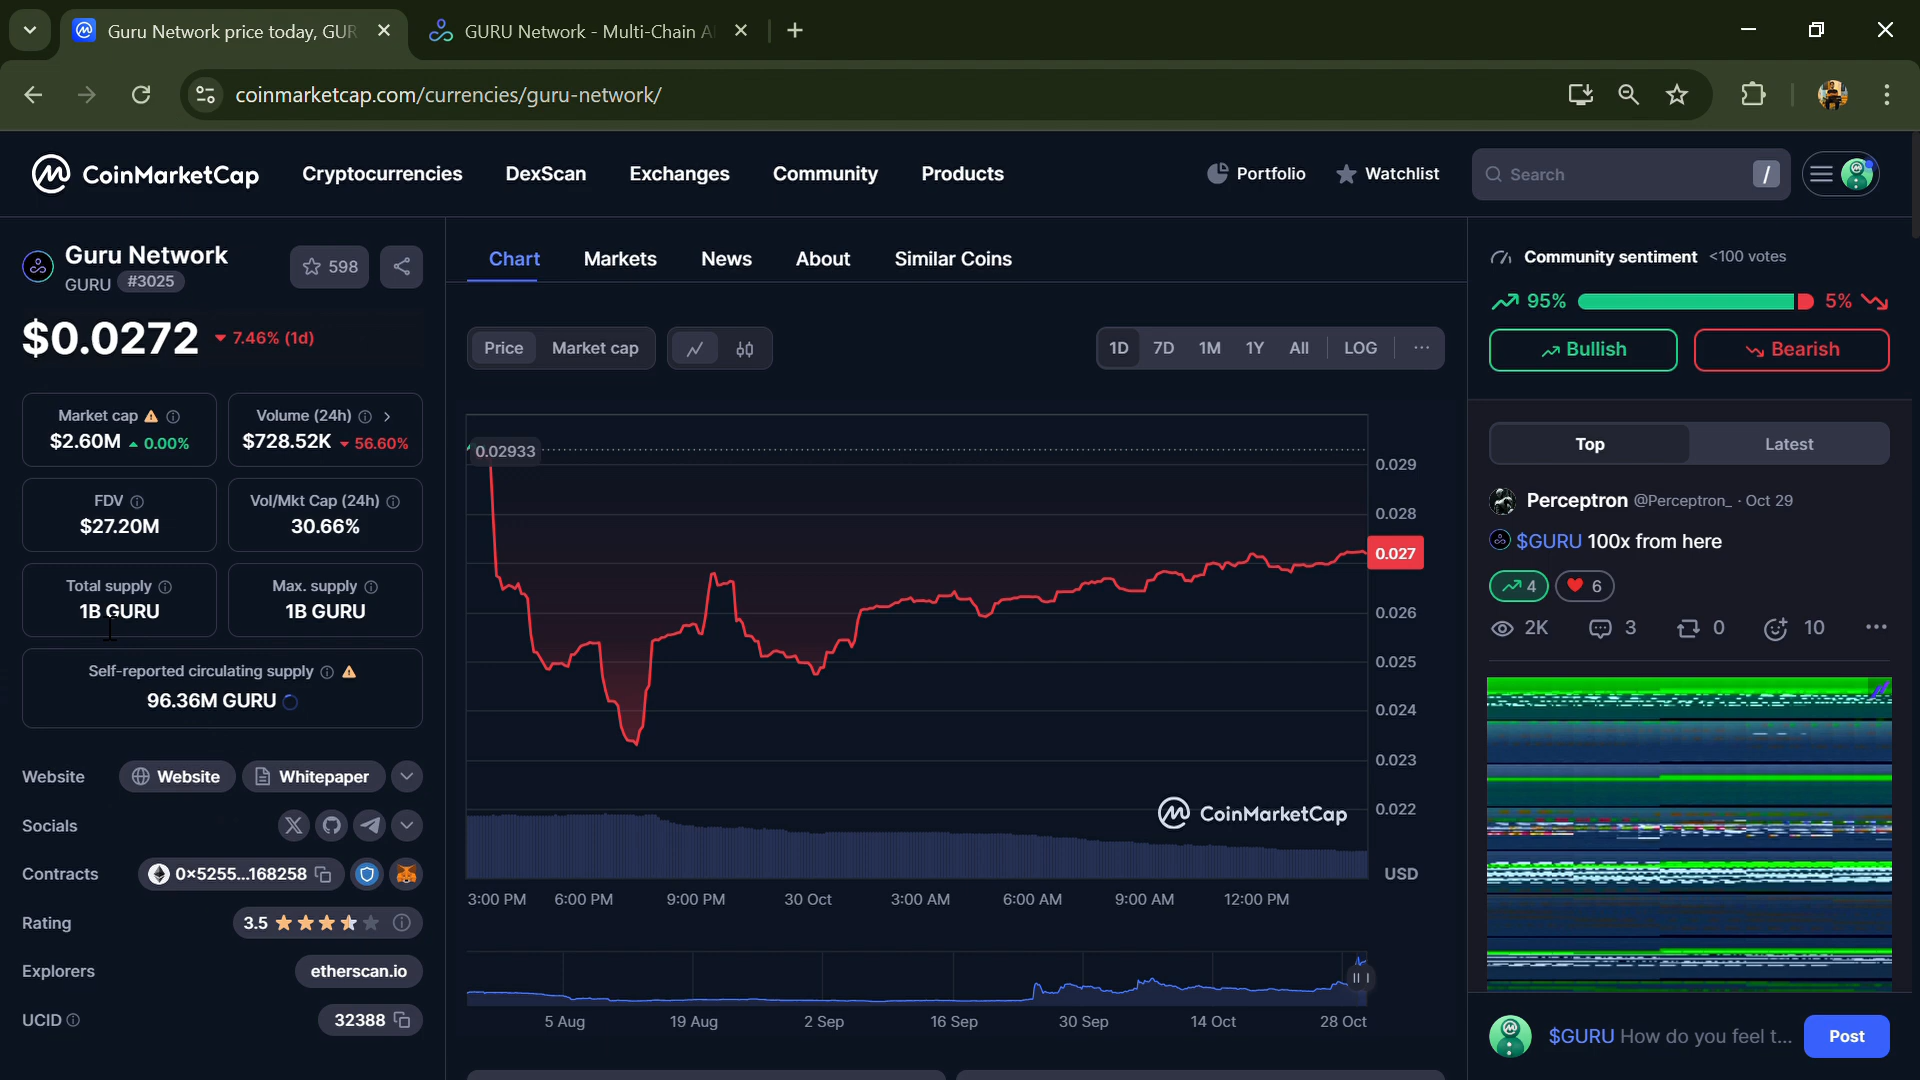 Guru Network price today, GUR
GURU Network - Multi-Chain A
coinmarketcap.com/currencies/guru-network/
CoinMarketCap
Cryptocurrencies
DexScan
Exchanges
Community
Products
Portfolio
Watchlist
Search
/
Guru Network
GURU #3025
598
$0.0272
7.46% (1d)
Market cap
$2.60M 0.00%
Volume (24h)
$728.52K 56.60%
FDV
$27.20M
Vol/Mkt Cap (24h)
30.66%
Total supply
1B GURU
Max. supply
1B GURU
Self-reported circulating supply
96.36M GURU
Website
Website
Whitepaper
Socials
Contracts
0x5255...168258
Rating
3.5
Explorers
etherscan.io
UCID
32388
Chart
Markets
News
About
Similar Coins
Price
Market cap
1D
7D
1M
1Y
All
LOG
0.02933
0.029
0.028
0.027
0.026
0.025
0.024
0.023
0.022
CoinMarketCap
USD
3:00 PM
6:00 PM
9:00 PM
30 Oct
3:00 AM
6:00 AM
9:00 AM
12:00 PM
5 Aug
19 Aug
2 Sep
16 Sep
30 Sep
14 Oct
28 Oct
Community sentiment <100 votes
95%
5%
Bullish
Bearish
Top
Latest
Perceptron @Perceptron_ · Oct 29
$GURU 100x from here
4
6
2K
3
0
10
$GURU How do you feel t...
Post